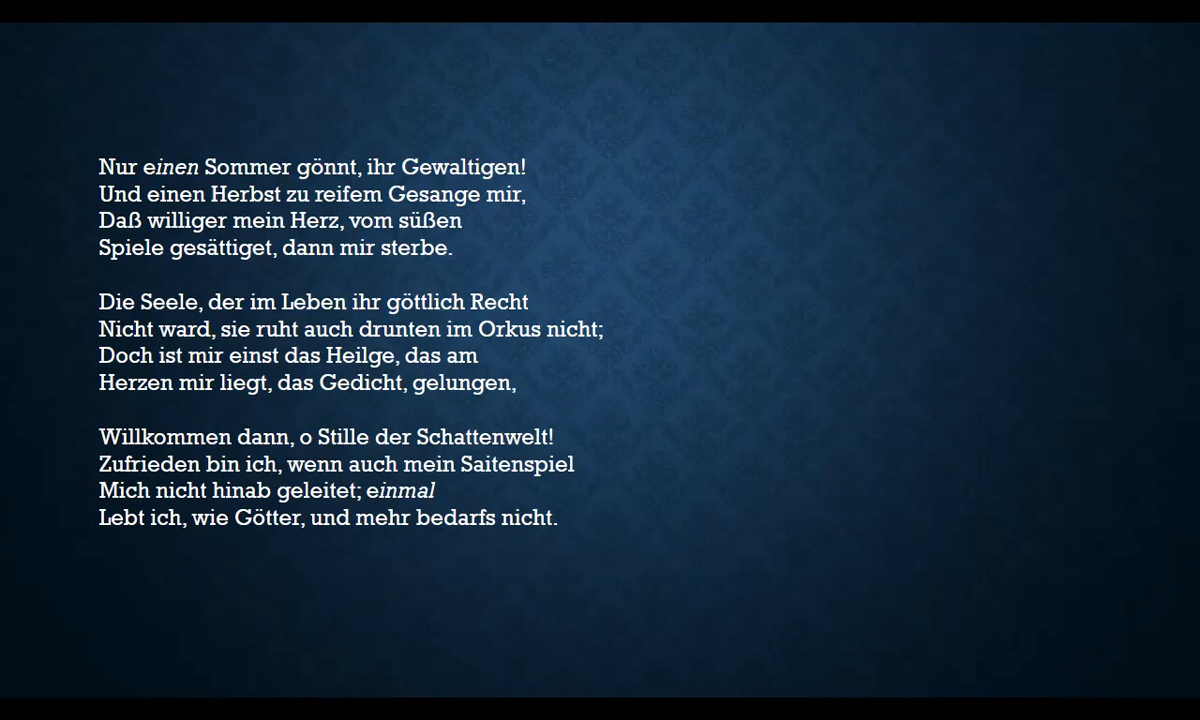 Nur einen Sommer gönnt, ihr Gewaltigen!
Und einen Herbst zu reifem Gesange mir,
Daß williger mein Herz, vom süßen
Spiele gesättiget, dann mir sterbe.
Die Seele, der im Leben ihr göttlich Recht
Nicht ward, sie ruht auch drunten im Orkus nicht;
Doch ist mir einst das Heilge, das am
Herzen mir liegt, das Gedicht, gelungen,
Willkommen dann, o Stille der Schattenwelt!
Zufrieden bin ich, wenn auch mein Saitenspiel
Mich nicht hinab geleitet; einmal
Lebt ich, wie Götter, und mehr bedarfs nicht.